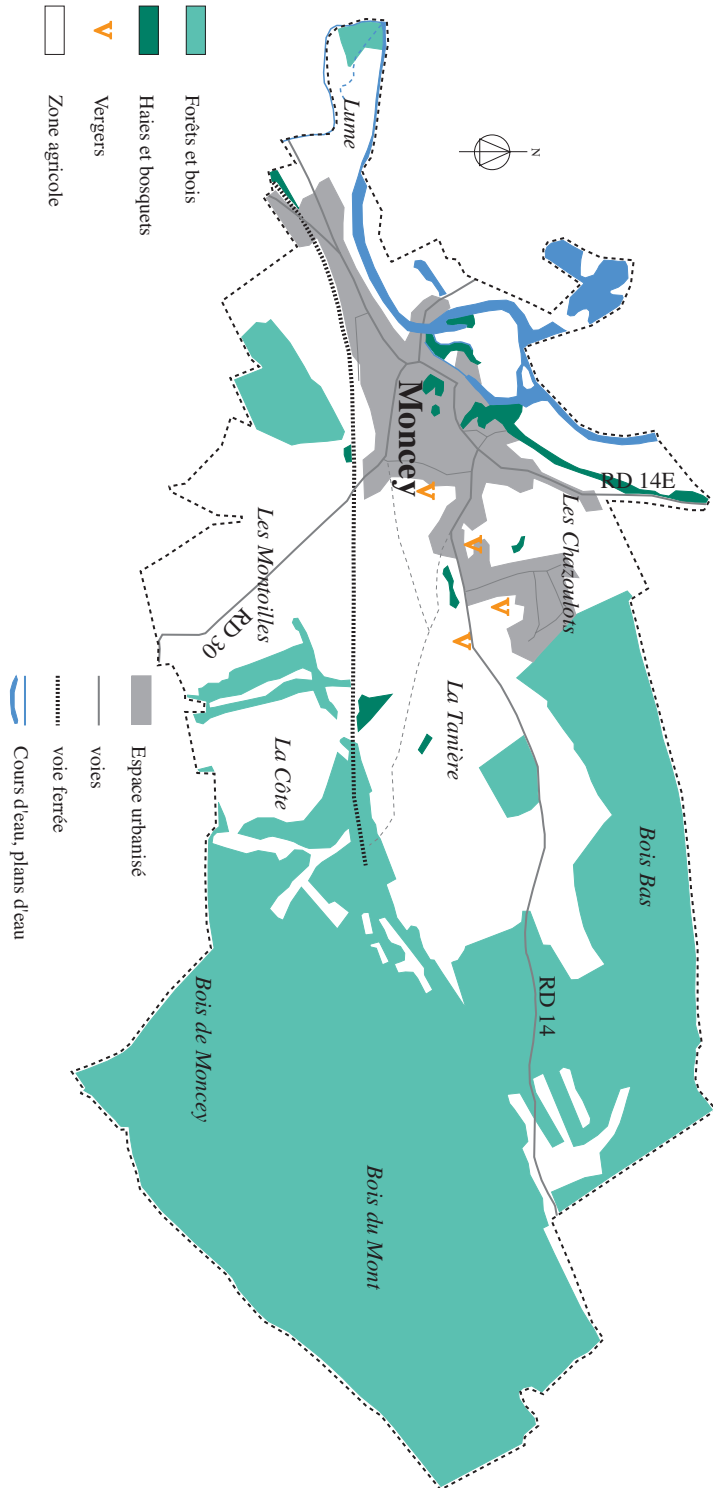 N
Lume
Moncey
RD 14E
Les Chazoulots
Les Montoilles
RD 30
La Tanière
La Côte
Bois Bas
RD 14
Bois de Moncey
Bois du Mont
Forêts et bois
Haies et bosquets
Vergers
Zone agricole
Espace urbanisé
voies
voie ferrée
Cours d'eau, plans d'eau